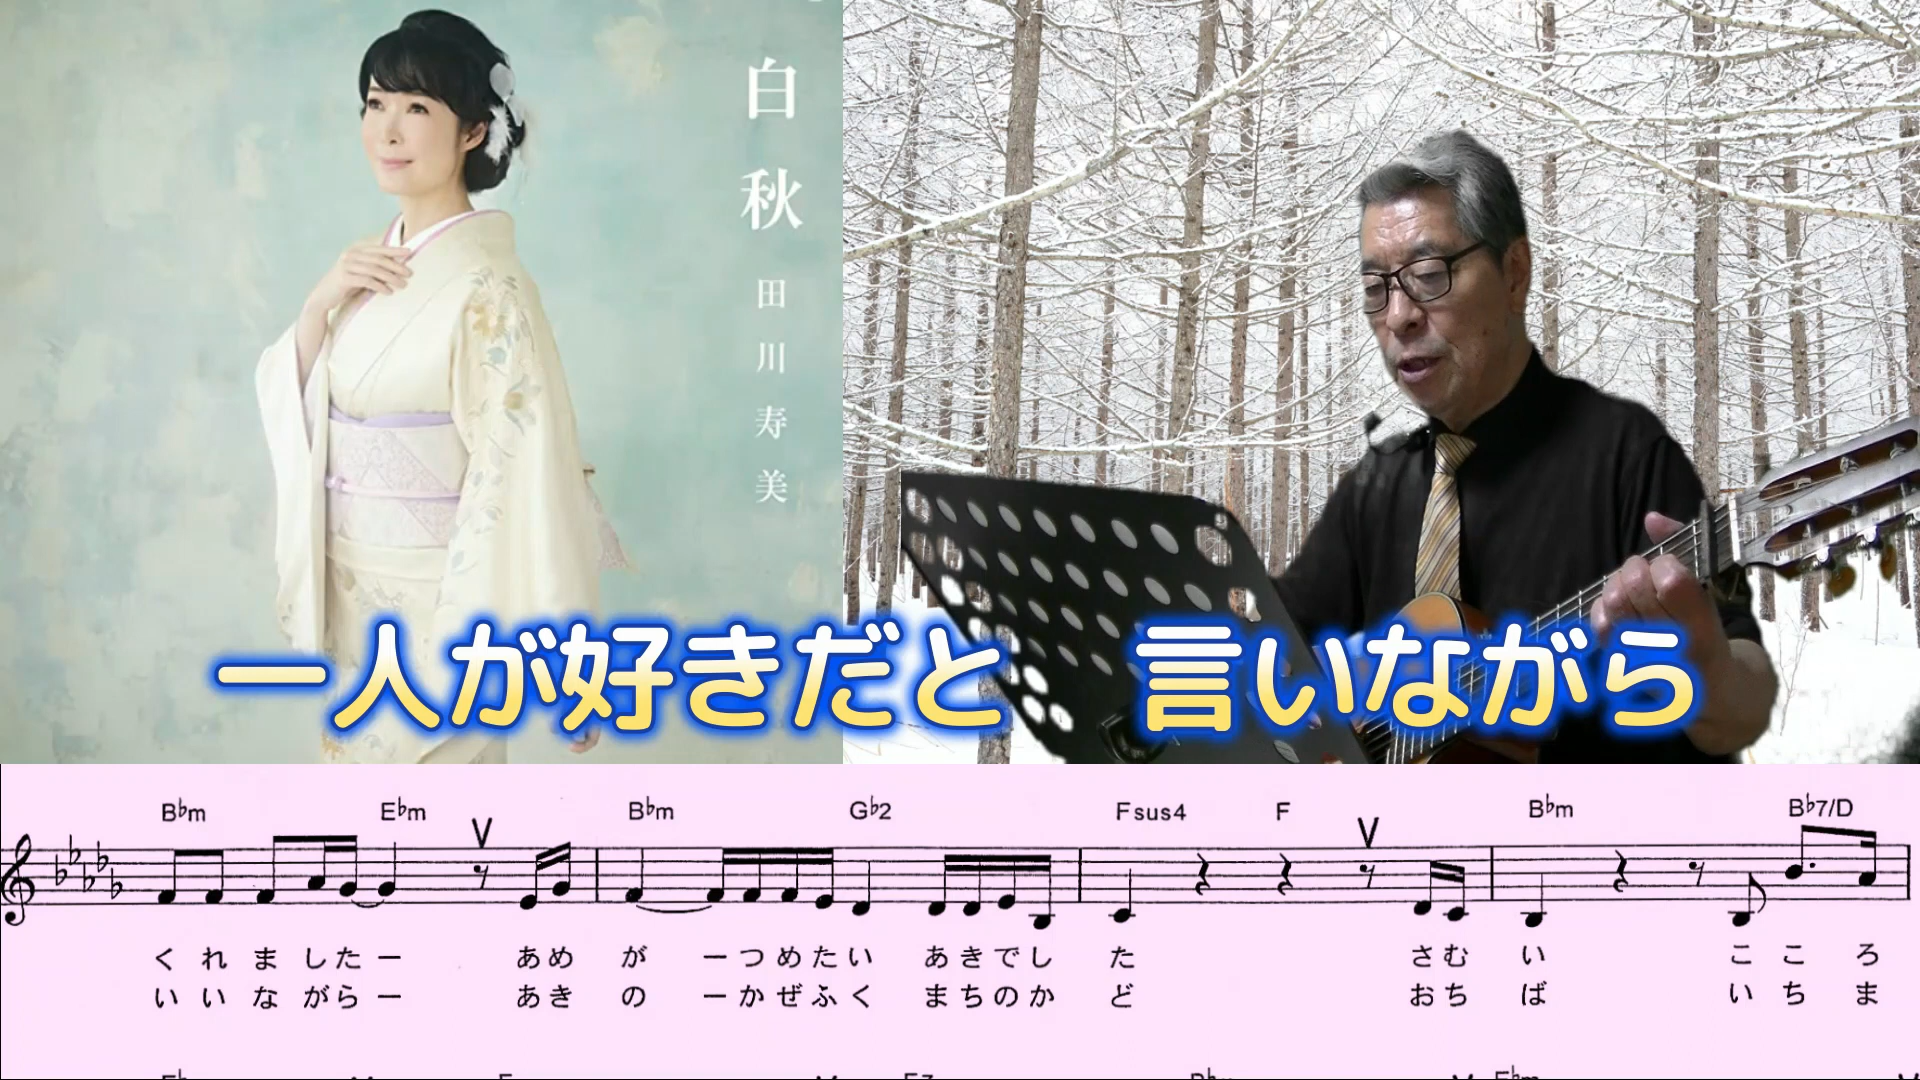 白秋
田川寿美
一人が好きだと 言いながら
B♭m E♭m B♭m G♭2 Fsus4 F B♭m B♭7/D
くれましたー あめ が ーつめたい あきでし た さむ い ここ ろ
いいながらー あき の ーかぜふく まちのか ど おち ば いち ま